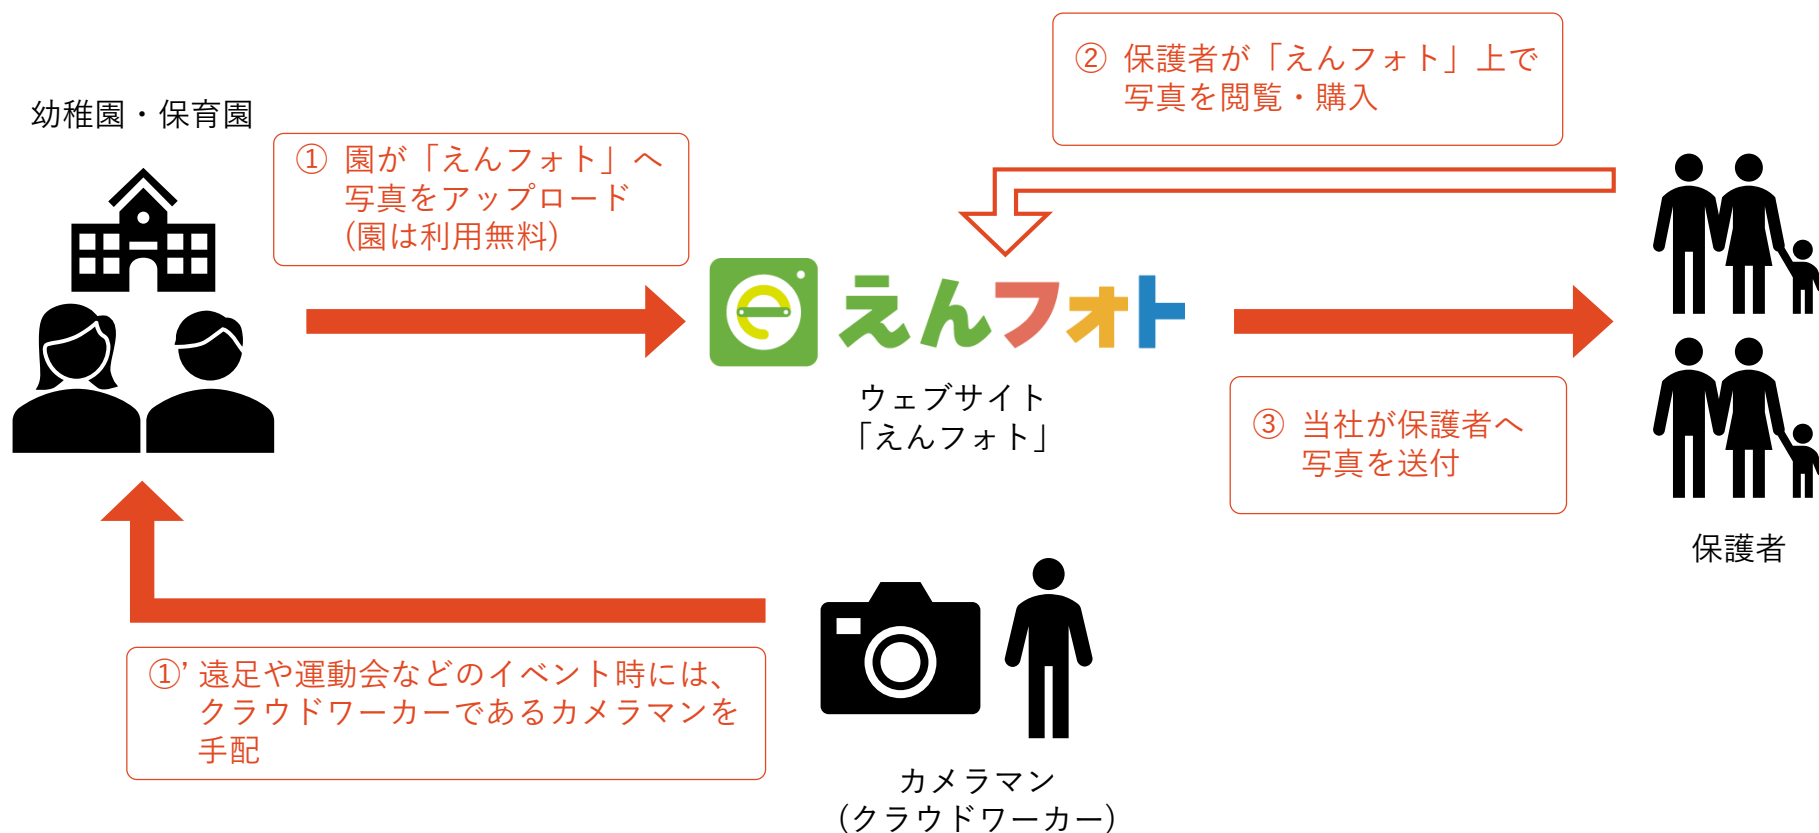 幼稚園・保育園
① 園が「えんフォト」へ
写真をアップロード
(園は利用無料)
② 保護者が「えんフォト」上で
写真を閲覧・購入
e えんフォト
ウェブサイト
「えんフォト」
③ 当社が保護者へ
写真を送付
保護者
①’ 遠足や運動会などのイベント時には、
クラウドワーカーであるカメラマンを
手配
カメラマン
(クラウドワーカー)